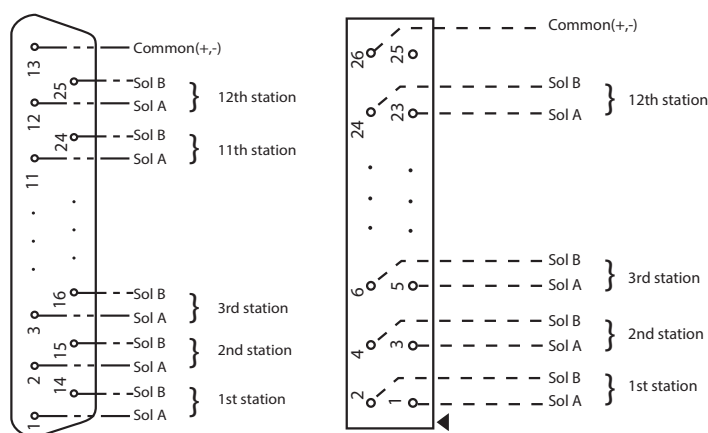 13 Common(+,-)
25 Sol B
12 Sol A
12th station
24 Sol B
11 Sol A
11th station
16 Sol B
3 Sol A
3rd station
15 Sol B
2 Sol A
2nd station
14 Sol B
1 Sol A
1st station
26 25 Common(+,-)
24 Sol B
23 Sol A
12th station
6 Sol B
5 Sol A
3rd station
4 Sol B
3 Sol A
2nd station
2 Sol B
1 Sol A
1st station